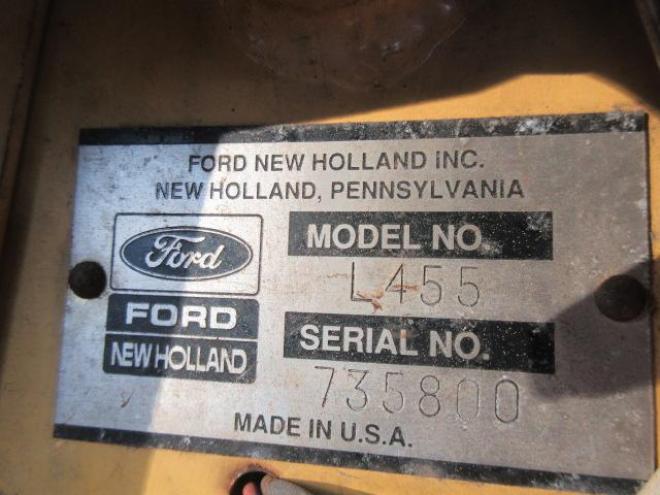 FORD NEW HOLLAND INC.
NEW HOLLAND, PENNSYLVANIA
Ford
FORD
NEW HOLLAND
MODEL NO.
L455
SERIAL NO.
735800
MADE IN U.S.A.